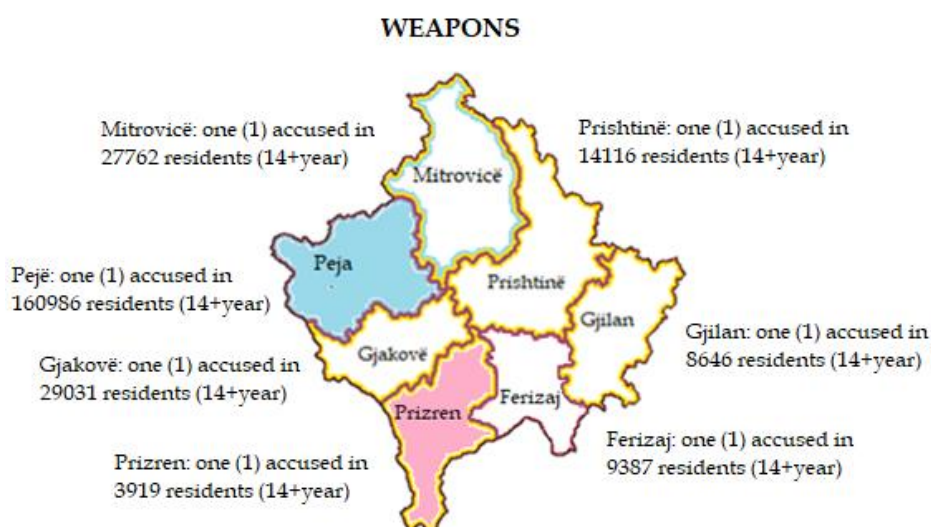 WEAPONS
Mitrovicë: one (1) accused in
27762 residents (14+year)
Prishtinë: one (1) accused in
14116 residents (14+year)
Mitrovicë
Pejë: one (1) accused in
160986 residents (14+year)
Peja
Prishtinë
Gjilan
Gjilan: one (1) accused in
8646 residents (14+year)
Gjakovë: one (1) accused in
29031 residents (14+year)
Gjakovë
Prizren
Ferizaj
Ferizaj: one (1) accused in
9387 residents (14+year)
Prizren: one (1) accused in
3919 residents (14+year)